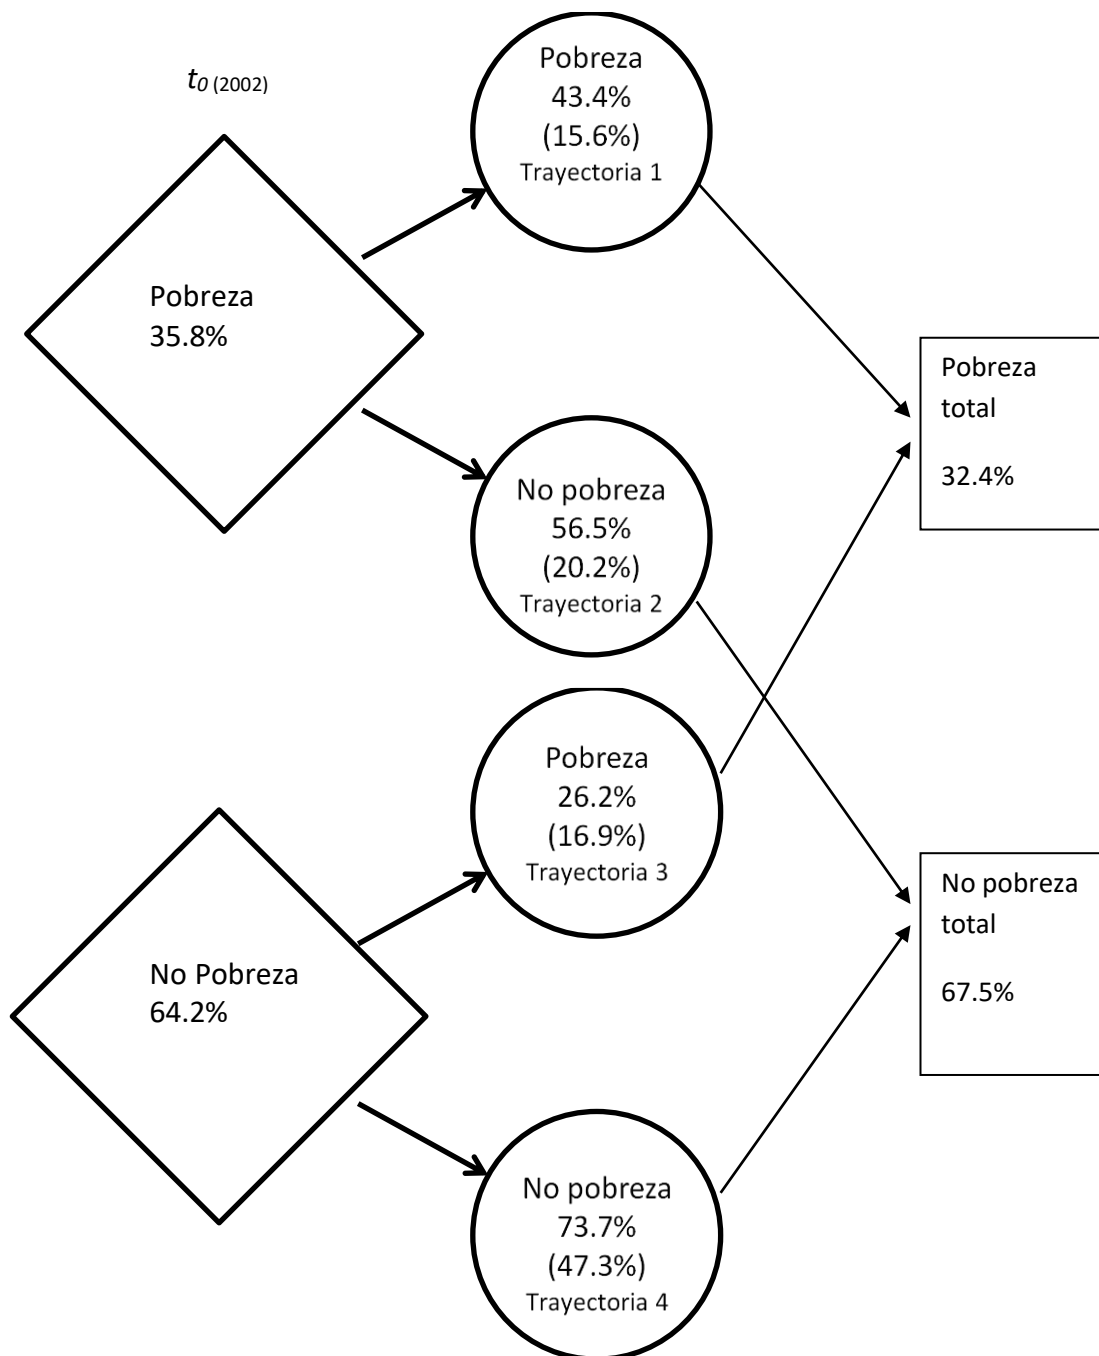 t0 (2002)
Pobreza
35.8%
Pobreza
43.4%
(15.6%)
Trayectoria 1
No pobreza
56.5%
(20.2%)
Trayectoria 2
Pobreza
total
32.4%
No Pobreza
64.2%
Pobreza
26.2%
(16.9%)
Trayectoria 3
No pobreza
73.7%
(47.3%)
Trayectoria 4
No pobreza
total
67.5%